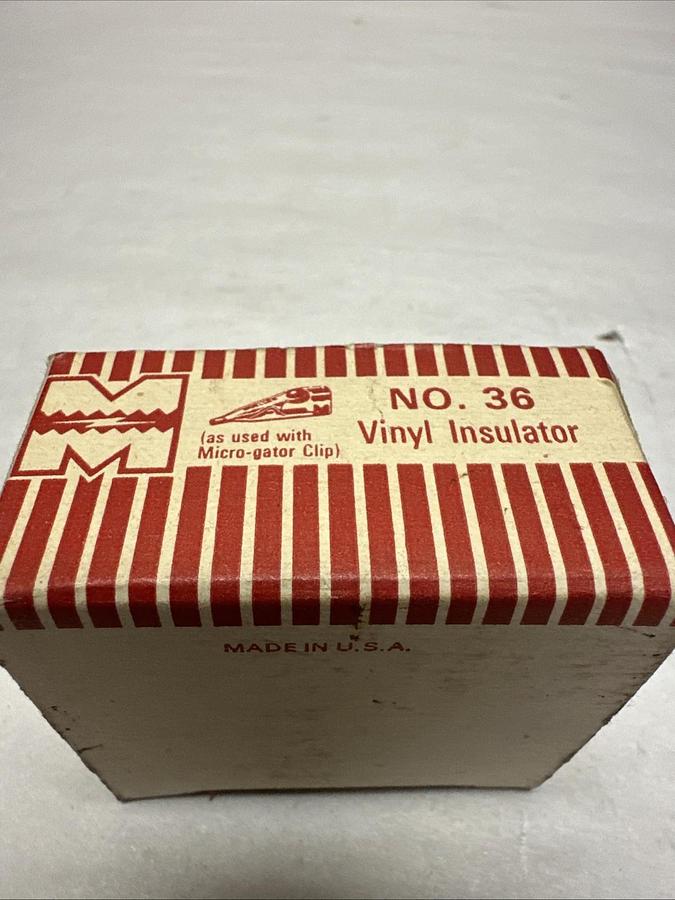 M
M
NO. 36
Vinyl Insulator
(as used with
Micro-gator Clip)
MADE IN U.S.A.